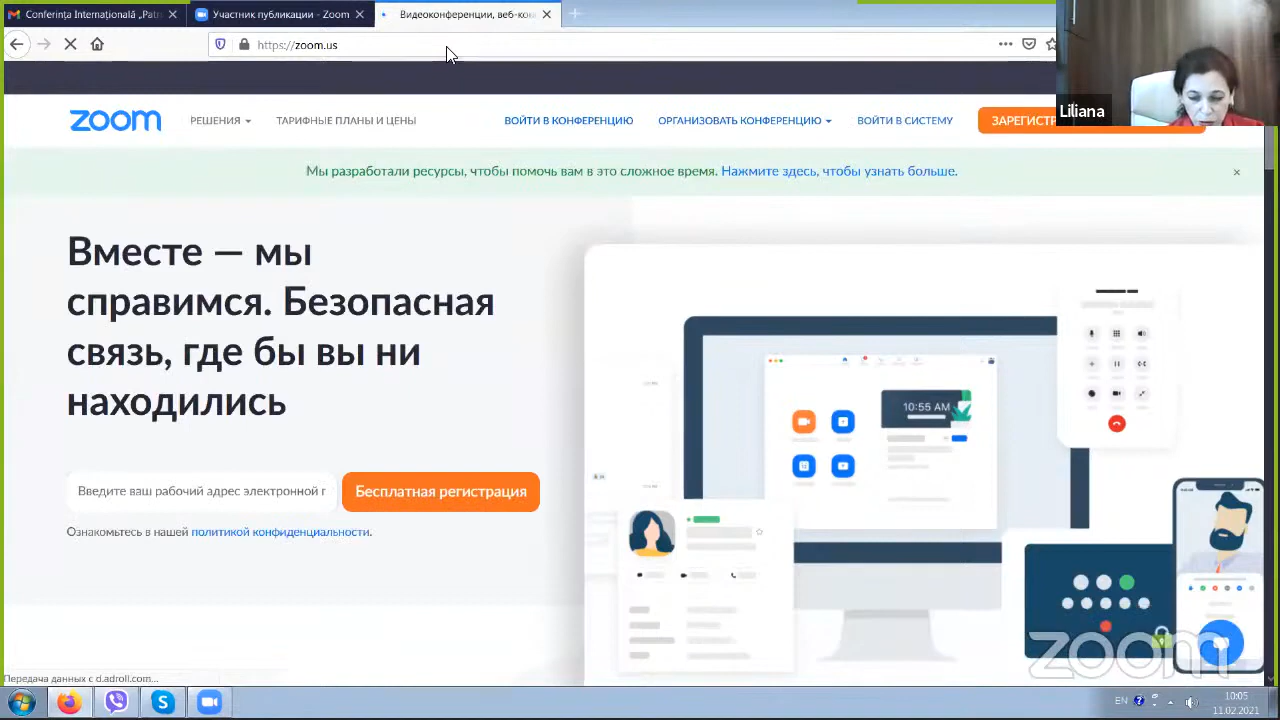 Conferința Internațională „Patr
Участник публикации - Zoom
Видеоконференции, веб-кон
https://zoom.us
Liliana
zoom
РЕШЕНИЯ
ТАРИФНЫЕ ПЛАНЫ И ЦЕНЫ
ВОЙТИ В КОНФЕРЕНЦИЮ
ОРГАНИЗОВАТЬ КОНФЕРЕНЦИЮ
ВОЙТИ В СИСТЕМУ
ЗАРЕГИСТР
Мы разработали ресурсы, чтобы помочь вам в это сложное время. Нажмите здесь, чтобы узнать больше.
Вместе — мы
справимся. Безопасная
связь, где бы вы ни
находились
10:55 AM
Введите ваш рабочий адрес электронной п
Бесплатная регистрация
Ознакомьтесь в нашей политикой конфиденциальности.
zoom
Передача данных с d.adroll.com...
EN
10:05
11.02.2021